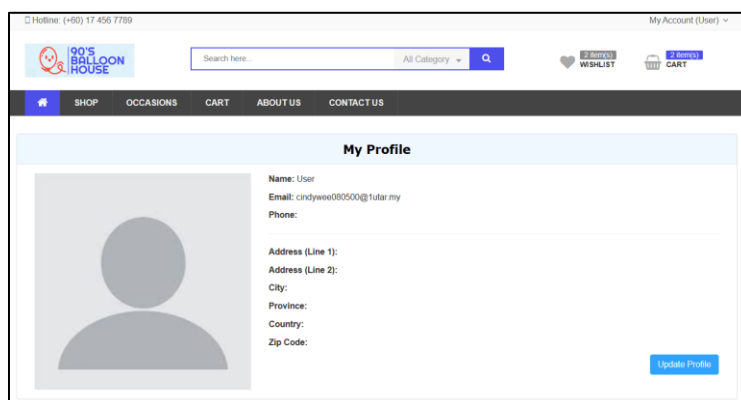 Hotline: (+60) 17 456 7789
My Account (User)
90'S
BALLOON
HOUSE
Search here...
All Category
2 item(s)
WISHLIST
2 item(s)
CART
SHOP OCCASIONS CART ABOUT US CONTACT US
My Profile
Name: User
Email: cindywee080500@1utar.my
Phone:
Address (Line 1):
Address (Line 2):
City:
Province:
Country:
Zip Code:
Update Profile